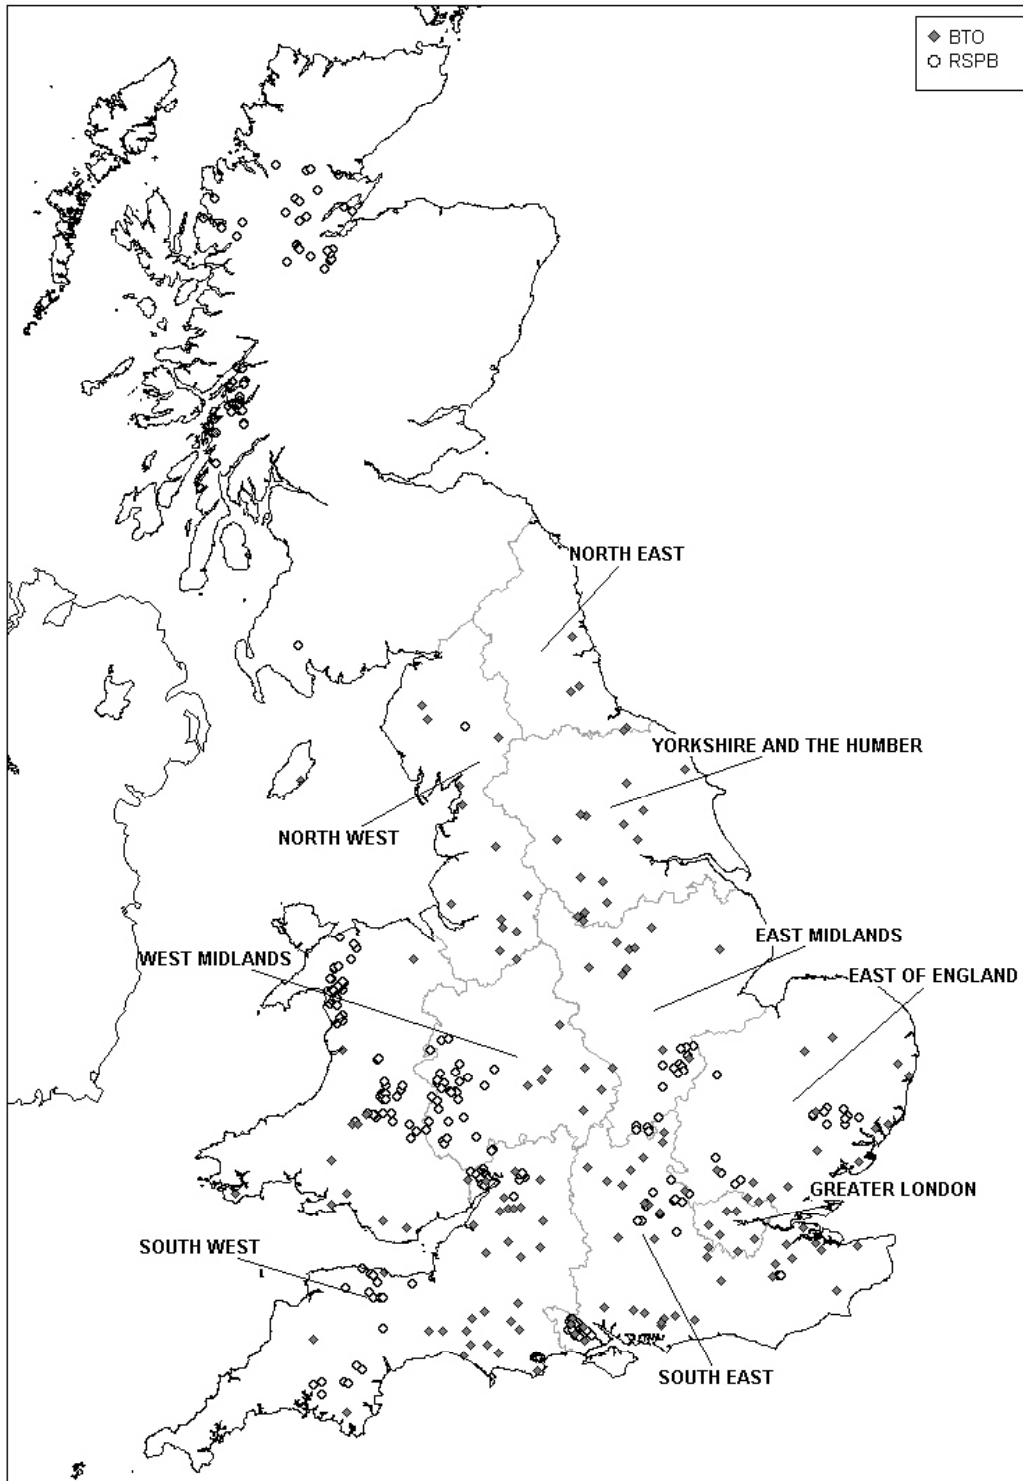 BTO
RSPB
NORTH EAST
YORKSHIRE AND THE HUMBER
NORTH WEST
EAST MIDLANDS
WEST MIDLANDS
EAST OF ENGLAND
GREATER LONDON
SOUTH WEST
SOUTH EAST